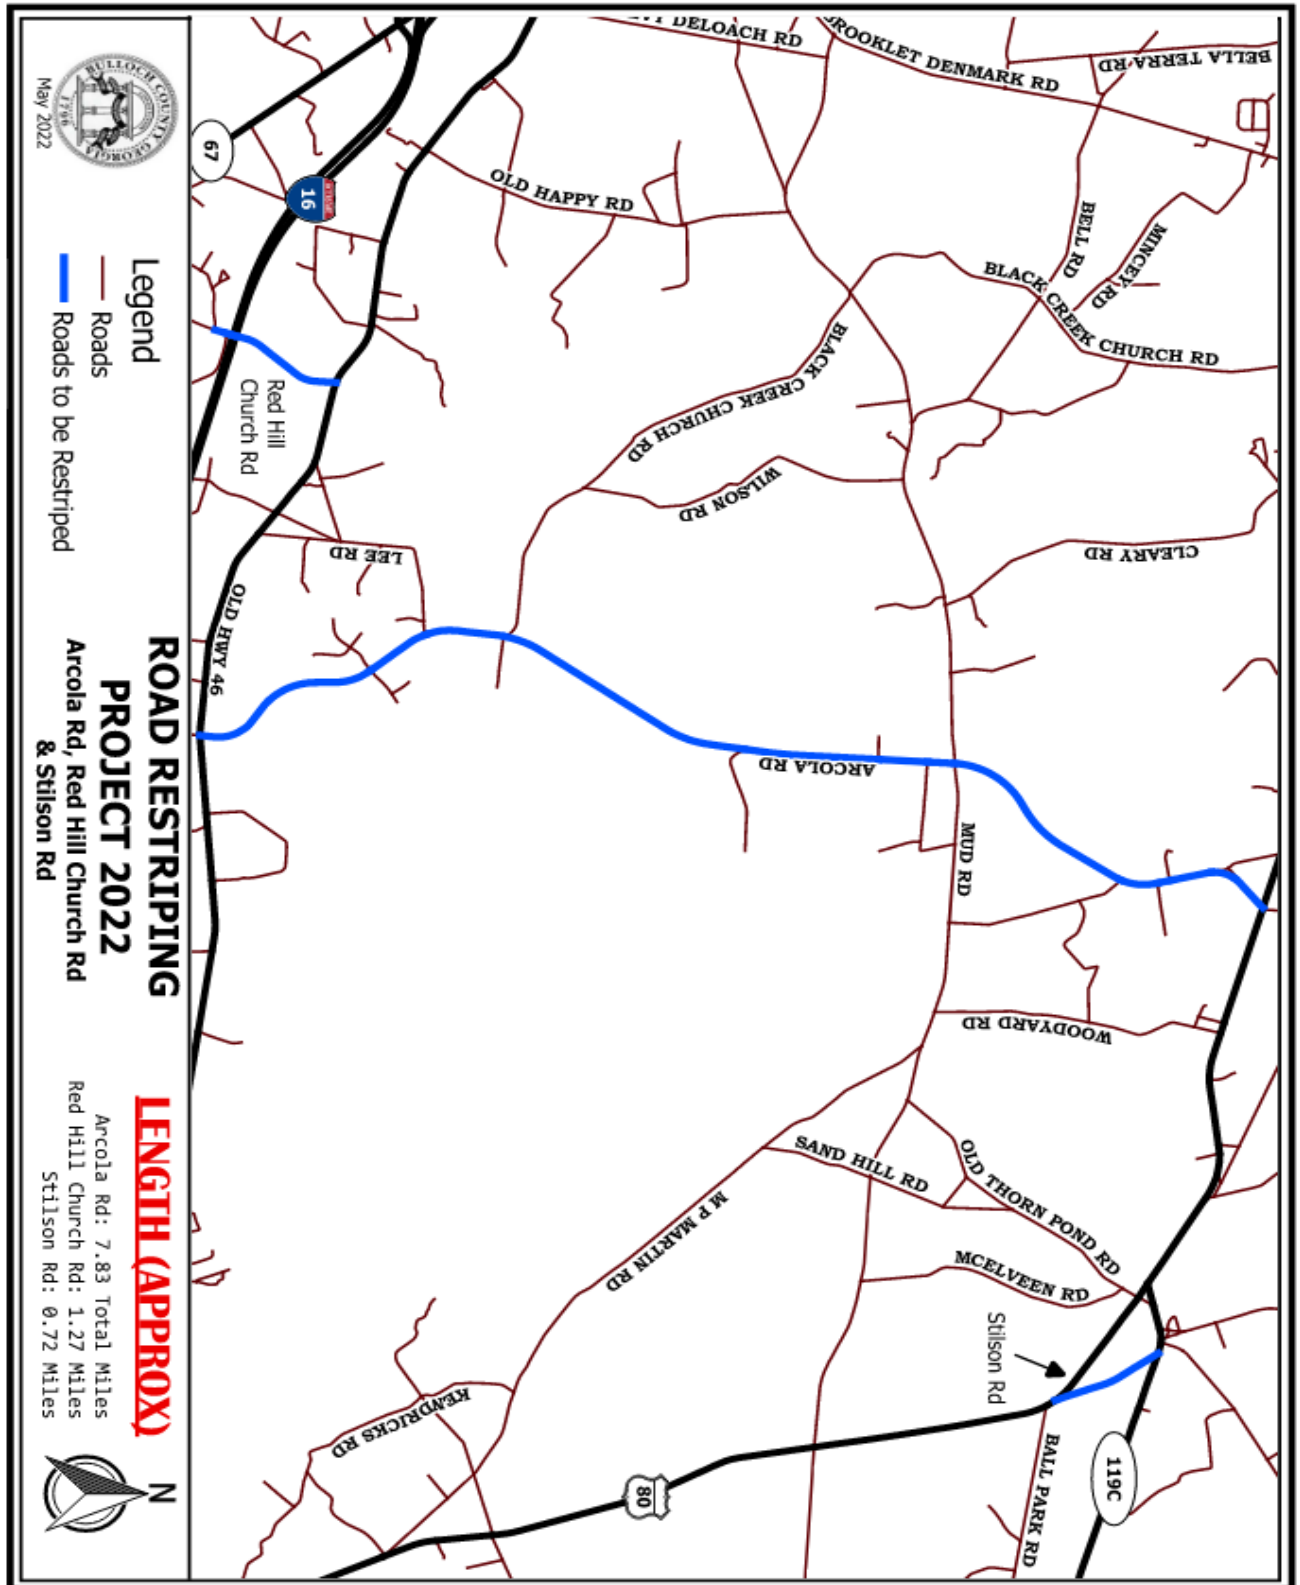 DELOACH RD
BROOKLET DENMARK RD
BELLA TERRA RD
OLD HAPPY RD
BELL RD
MINCEY RD
BLACK CREEK CHURCH RD
BLACK CREEK CHURCH RD
WILSON RD
CLEARY RD
67
INTERSTATE
16
Red Hill
Church Rd
LEE RD
OLD HWY 46
ARCOLA RD
MUD RD
WOODYARD RD
SAND HILL RD
OLD THORN POND RD
M P MARTIN RD
MCELVEEN RD
Stilson Rd
KENDRICKS RD
80
BALL PARK RD
119C
BULLOCH COUNTY GEORGIA
1796
May 2022
Legend
Roads
Roads to be Restriped
ROAD RESTRIPING
PROJECT 2022
Arcola Rd, Red Hill Church Rd
& Stilson Rd
LENGTH (APPROX)
Arcola Rd: 7.83 Total Miles
Red Hill Church Rd: 1.27 Miles
Stilson Rd: 0.72 Miles
N